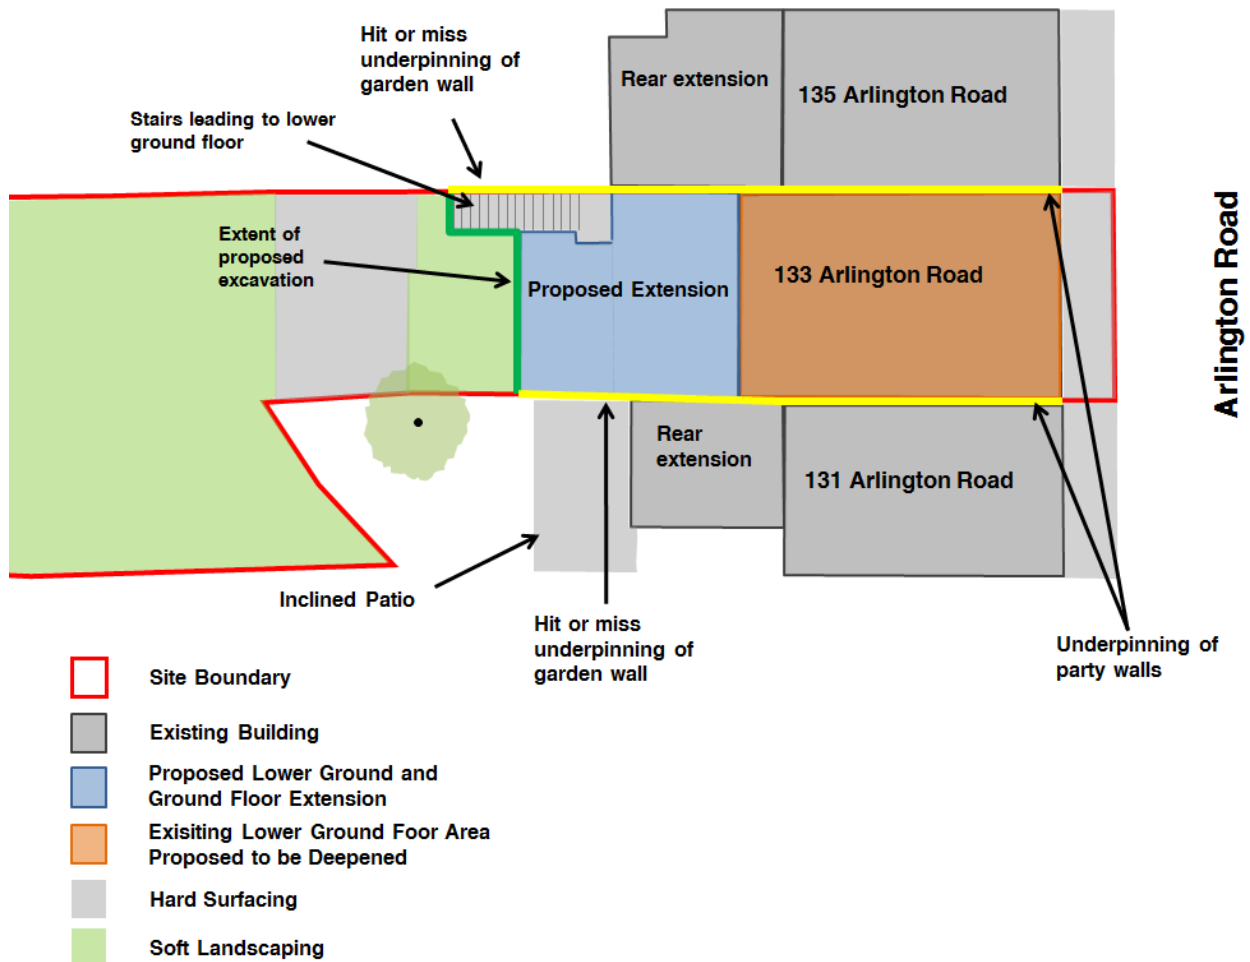 Hit or miss
underpinning of
garden wall
Stairs leading to lower
ground floor
Rear extension
135 Arlington Road
Extent of
proposed
excavation
Proposed Extension
133 Arlington Road
Arlington Road
Rear
extension
131 Arlington Road
Inclined Patio
Hit or miss
underpinning of
garden wall
Underpinning of
party walls
Site Boundary
Existing Building
Proposed Lower Ground and
Ground Floor Extension
Exisiting Lower Ground Foor Area
Proposed to be Deepened
Hard Surfacing
Soft Landscaping